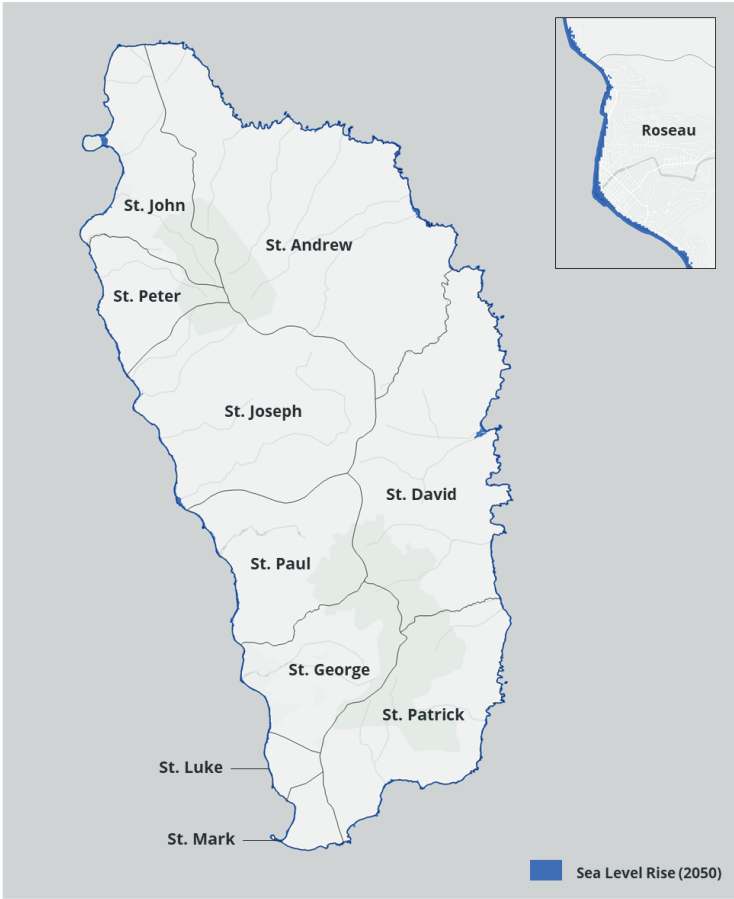 Roseau
St. John
St. Andrew
St. Peter
St. Joseph
St. David
St. Paul
St. George
St. Patrick
St. Luke
St. Mark
Sea Level Rise (2050)